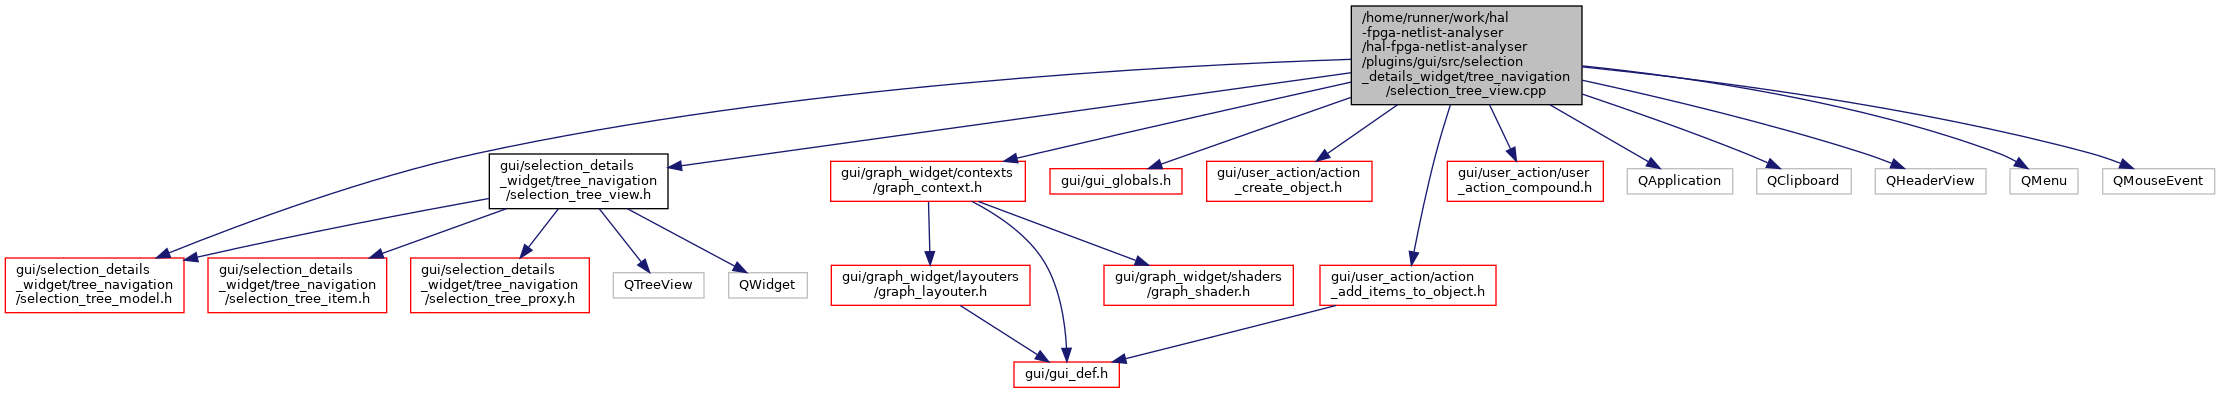 /home/runner/work/hal
-fpga-netlist-analyser
/hal-fpga-netlist-analyser
/plugins/gui/src/selection
_details_widget/tree_navigation
/selection_tree_view.cpp
gui/selection_details
_widget/tree_navigation
/selection_tree_view.h
gui/graph_widget/contexts
/graph_context.h
gui/gui_globals.h
gui/user_action/action
_create_object.h
gui/user_action/user
_action_compound.h
QApplication
QClipboard
QHeaderView
QMenu
QMouseEvent
gui/selection_details
_widget/tree_navigation
/selection_tree_model.h
gui/selection_details
_widget/tree_navigation
/selection_tree_item.h
gui/selection_details
_widget/tree_navigation
/selection_tree_proxy.h
QTreeView
QWidget
gui/graph_widget/layouters
/graph_layouter.h
gui/graph_widget/shaders
/graph_shader.h
gui/user_action/action
_add_items_to_object.h
gui/gui_def.h